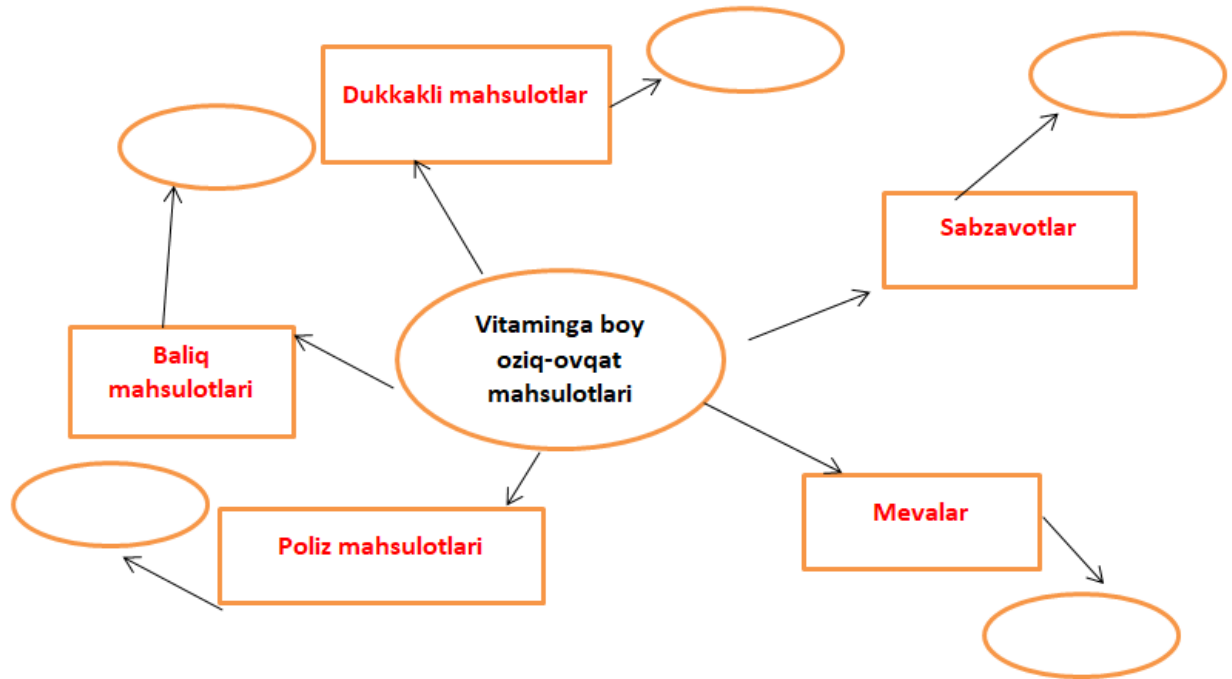 Dukkakli mahsulotlar
Sabzavotlar
Vitaminga boy
oziq-ovqat
mahsulotlari
Baliq
mahsulotlari
Mevalar
Poliz mahsulotlari